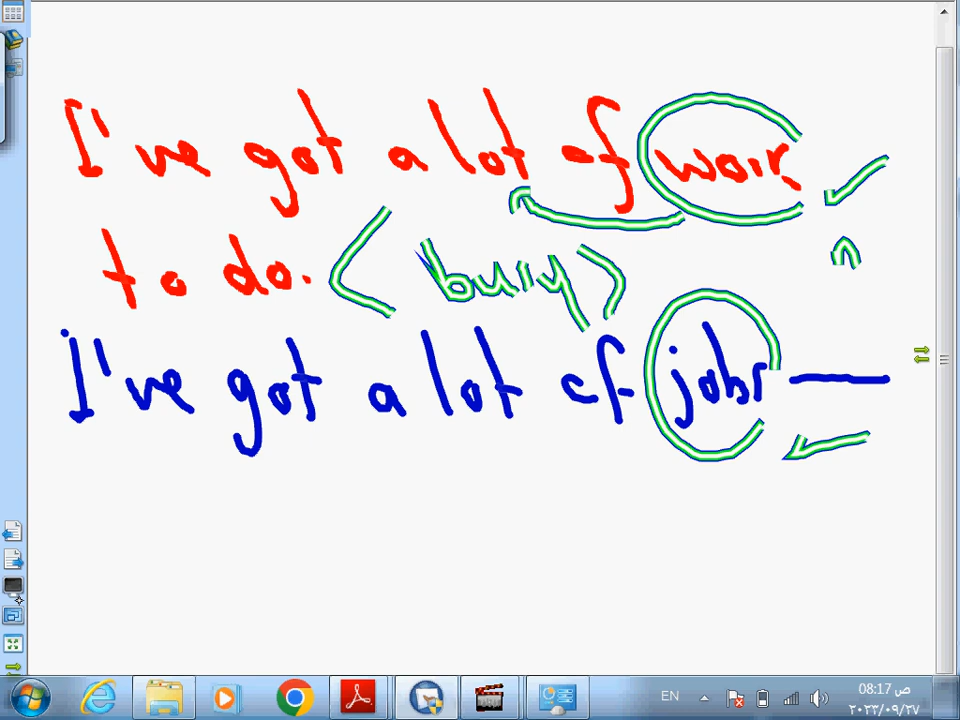 I've got a lot of work
n
to do. < busy >
I've got a lot of jobs —
EN
08:17 ص
٢٠٢٣/٠٩/٢٧